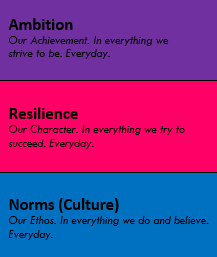 Ambition
Our Achievement. In everything we
strive to be. Everyday.
Resilience
Our Character. In everything we try to
succeed. Everyday.
Norms (Culture)
Our Ethos. In everything we do and believe.
Everyday.